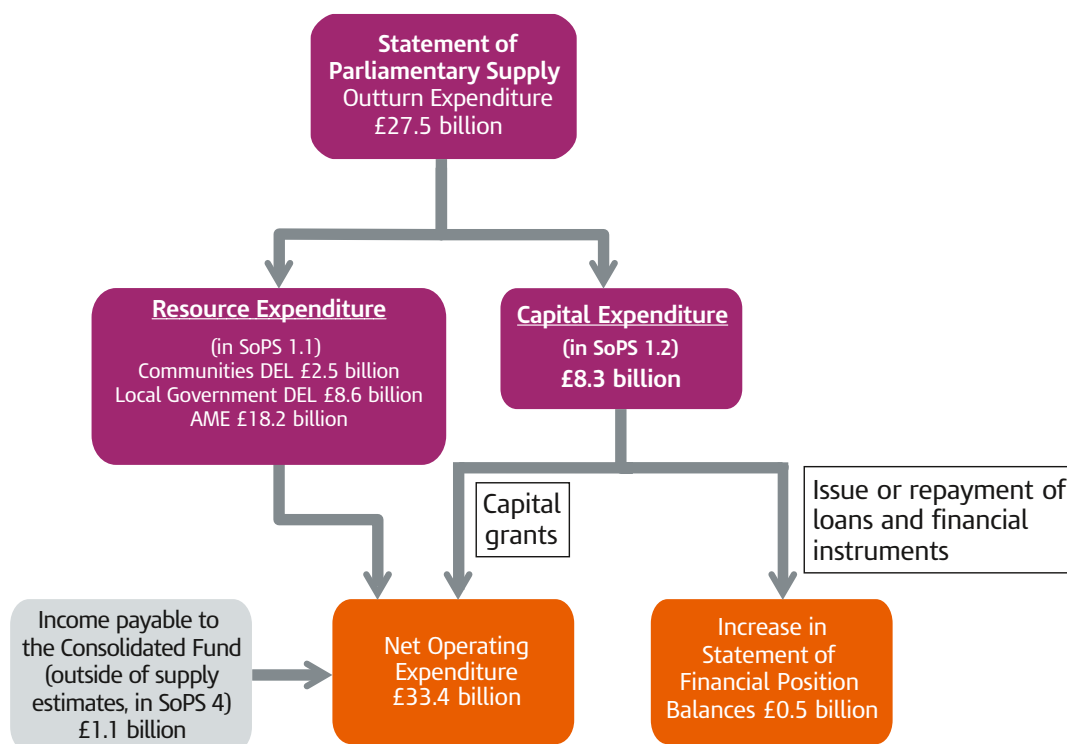 Statement of
Parliamentary Supply
Outturn Expenditure
£27.5 billion
Resource Expenditure
(in SoPS 1.1)
Communities DEL £2.5 billion
Local Government DEL £8.6 billion
AME £18.2 billion
Capital Expenditure
(in SoPS 1.2)
£8.3 billion
Capital
grants
Issue or repayment of
loans and financial
instruments
Income payable to
the Consolidated Fund
(outside of supply
estimates, in SoPS 4)
£1.1 billion
Net Operating
Expenditure
£33.4 billion
Increase in
Statement of
Financial Position
Balances £0.5 billion